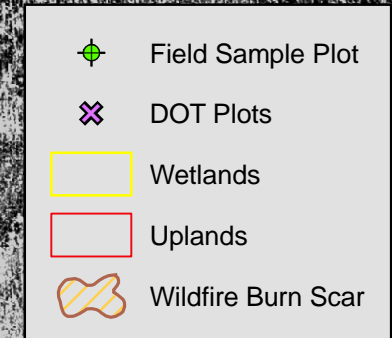 Field Sample Plot
DOT Plots
Wetlands
Uplands
Wildfire Burn Scar